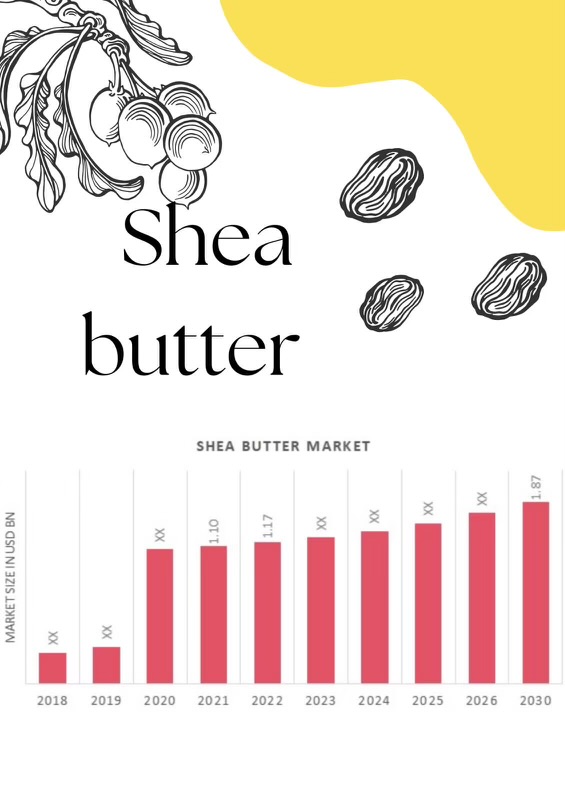 Shea
butter
SHEA BUTTER MARKET
MARKET SIZE IN USD BN
XX
XX
XX
1.10
1.17
XX
XX
XX
XX
1.87
2018 2019 2020 2021 2022 2023 2024 2025 2026 2030